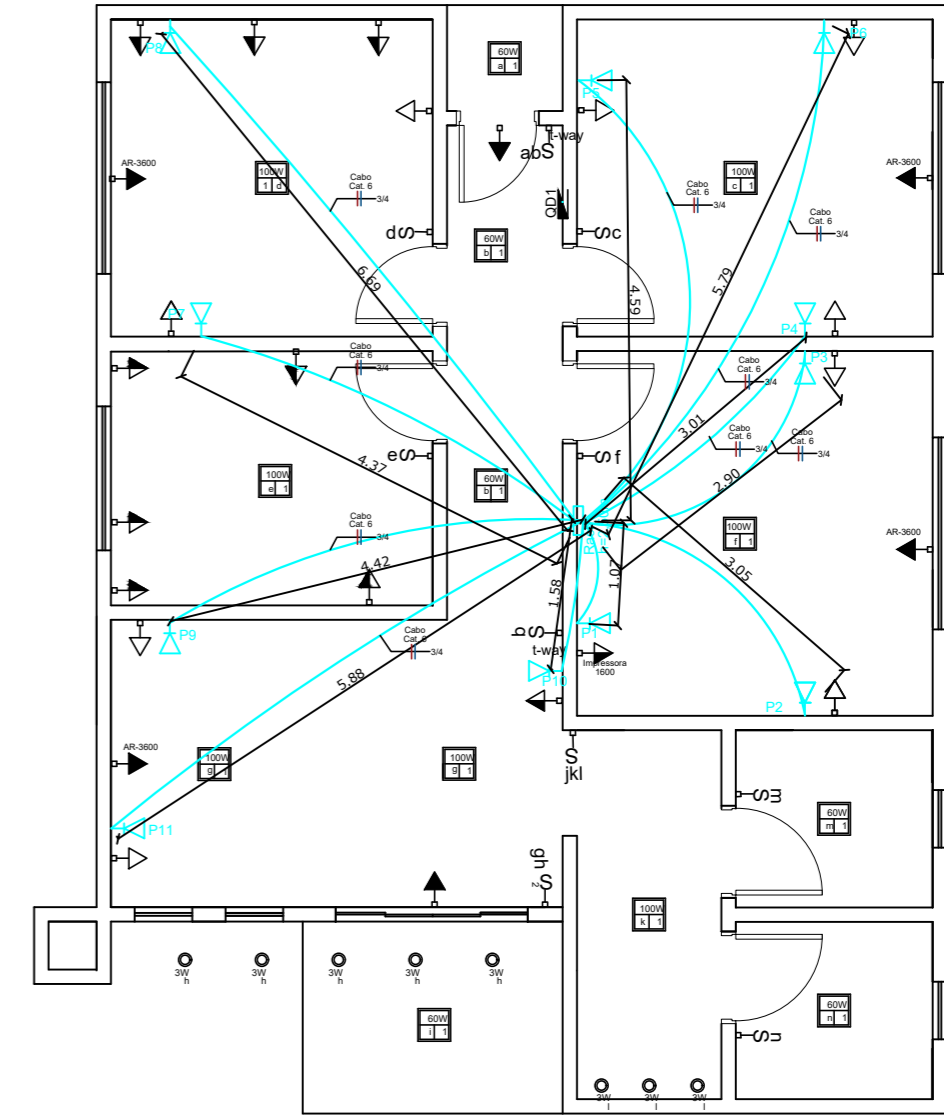 P8
P6
60W
a 1
P5
t-way
abS
AR-3600
100W
1 d
Cabo
Cat. 6
3/4
QD1
Cabo
Cat. 6
3/4
100W
c 1
AR-3600
Cabo
Cat. 6
3/4
dS
60W
b 1
Sc
6.69
5.79
4.59
P7
P4
P3
Cabo
Cat. 6
3/4
Cabo
Cat. 6
3/4
3.01
Cabo
Cat. 6
3/4
Cabo
Cat. 6
3/4
4.37
eS
Sf
100W
e 1
60W
b 1
2.90
100W
f 1
AR-3600
Cabo
Cat. 6
3/4
4.42
1.58
3.05
P9
Cabo
Cat. 6
3/4
P1
S b
t-way
5.88
P10
Impressora
1600
P2
AR-3600
100W
g 1
100W
g 1
S
jkl
Sm
60W
m 1
P11
gh S
2
100W
k 1
3W
h
3W
h
3W
h
3W
h
3W
h
60W
i 1
60W
n 1
Sn
3W
l
3W
l
3W
l